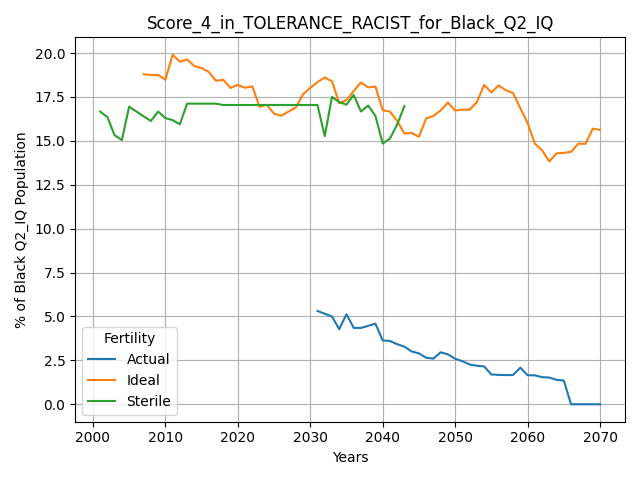 Score_4_in_TOLERANCE_RACIST_for_Black_Q2_IQ
% of Black Q2_IQ Population
20.0
17.5
15.0
12.5
10.0
7.5
5.0
2.5
0.0
Fertility
Actual
Ideal
Sterile
2000 2010 2020 2030 2040 2050 2060 2070
Years